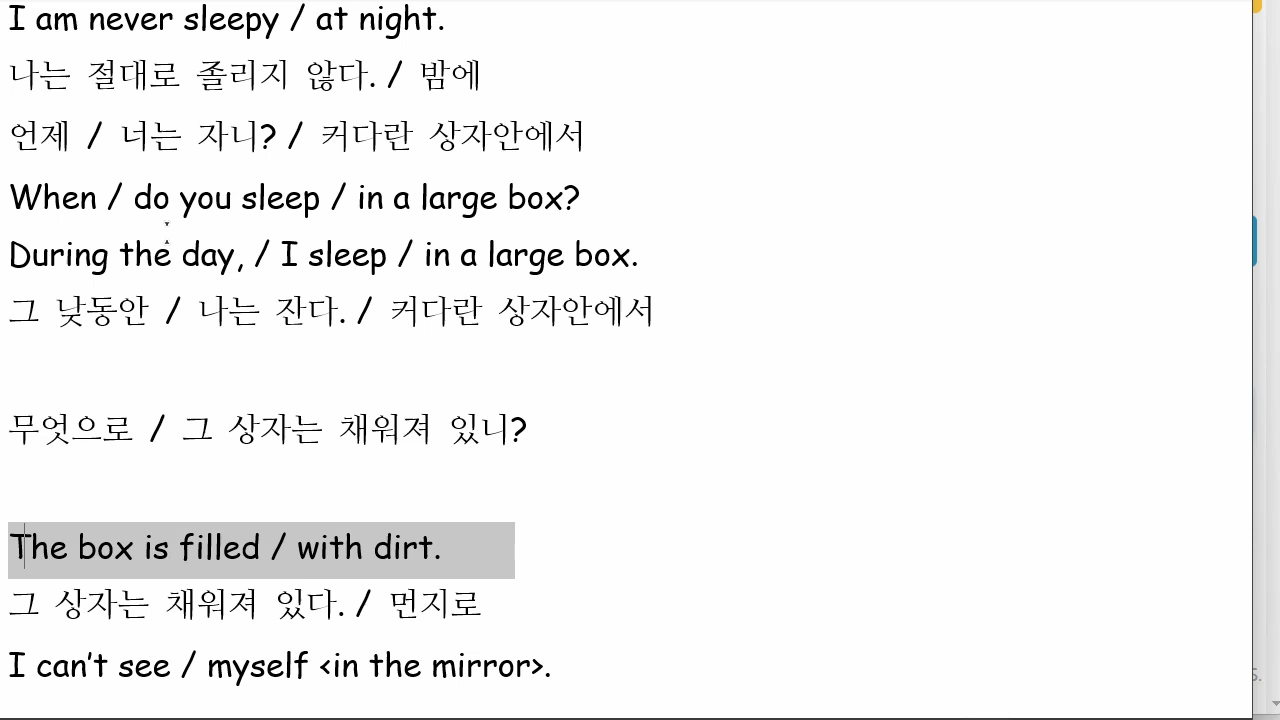 I am never sleepy / at night.
나는 절대로 졸리지 않다. / 밤에
언제 / 너는 자니? / 커다란 상자안에서
When / do you sleep / in a large box?
During the day, / I sleep / in a large box.
그 낮동안 / 나는 잔다. / 커다란 상자안에서
무엇으로 / 그 상자는 채워져 있니?
The box is filled / with dirt.
그 상자는 채워져 있다. / 먼지로
I can't see / myself <in the mirror>.